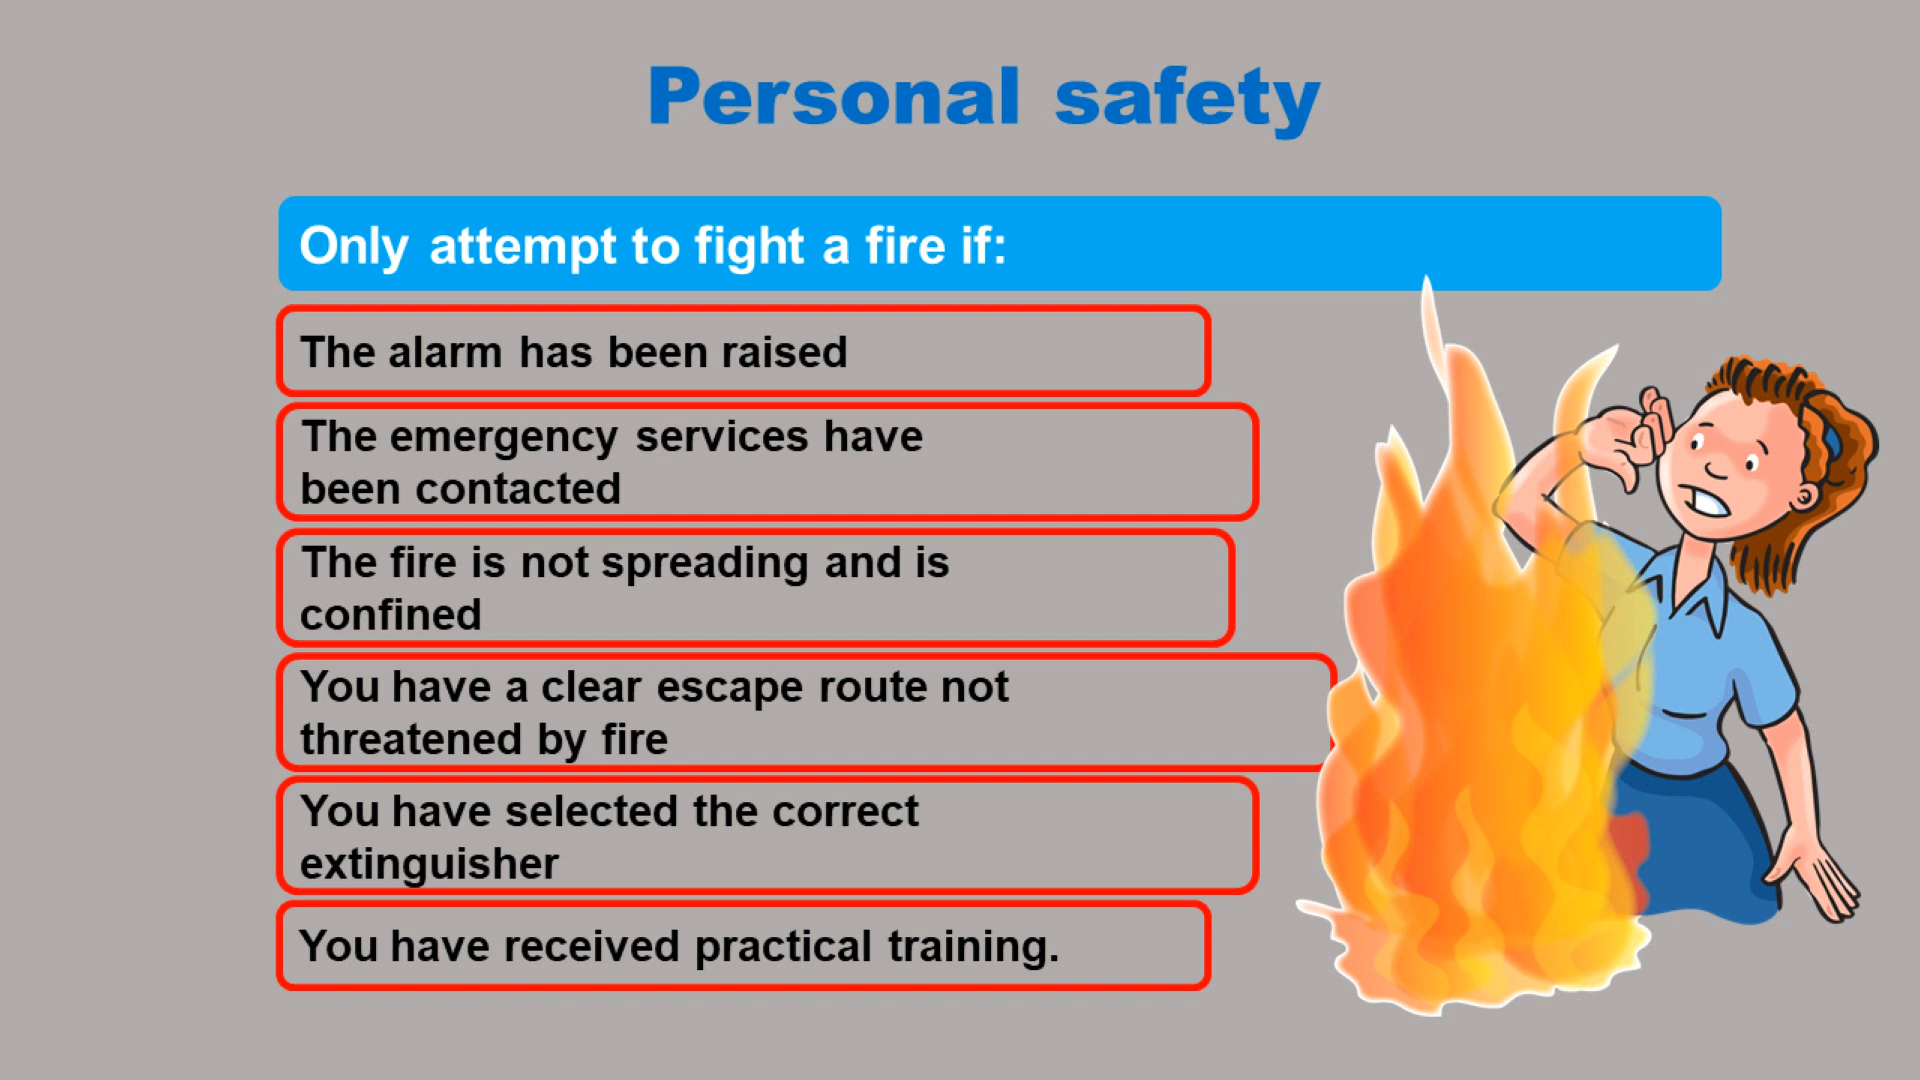 Personal safety
Only attempt to fight a fire if:
The alarm has been raised
The emergency services have
been contacted
The fire is not spreading and is
confined
You have a clear escape route not
threatened by fire
You have selected the correct
extinguisher
You have received practical training.